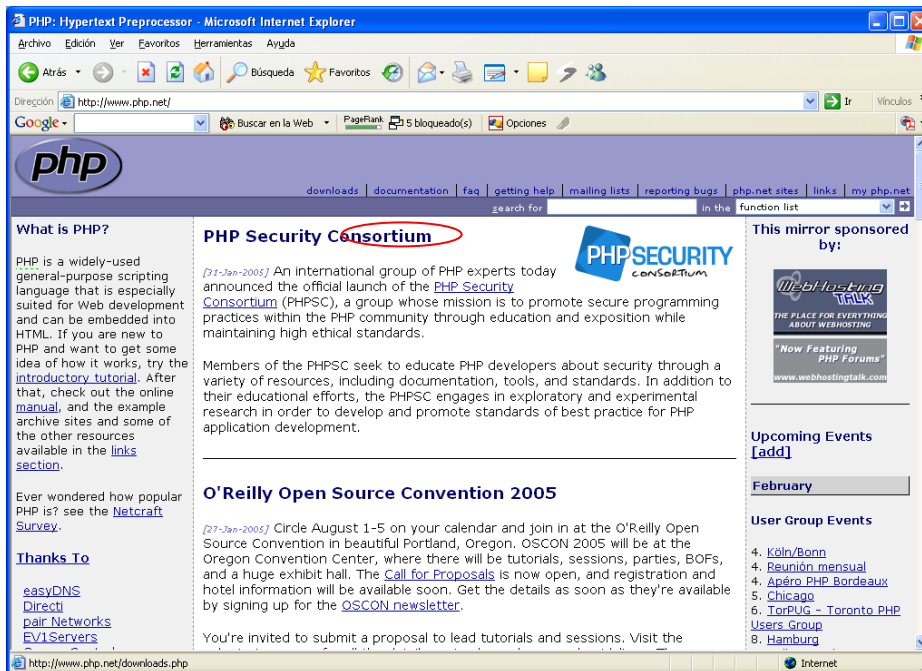 PHP: Hypertext Preprocessor - Microsoft Internet Explorer
Archivo Edición Ver Favoritos Herramientas Ayuda
Atrás Búsqueda Favoritos
Dirección http://www.php.net/ Ir Vínculos
Google Buscar en la Web PageRank 5 bloqueado(s) Opciones
php
downloads | documentation | faq | getting help | mailing lists | reporting bugs | php.net sites | links | my php.net
search for in the function list
What is PHP?
PHP is a widely-used
general-purpose scripting
language that is especially
suited for Web development
and can be embedded into
HTML. If you are new to
PHP and want to get some
idea of how it works, try the
introductory tutorial. After
that, check out the online
manual, and the example
archive sites and some of
the other resources
available in the links
section.
Ever wondered how popular
PHP is? see the Netcraft
Survey.
Thanks To
easyDNS
Directi
pair Networks
EV1Servers
PHP Security Consortium
PHPSECURITY
CONSORTIUM
[31-Jan-2005] An international group of PHP experts today
announced the official launch of the PHP Security
Consortium (PHPSC), a group whose mission is to promote secure programming
practices within the PHP community through education and exposition while
maintaining high ethical standards.
Members of the PHPSC seek to educate PHP developers about security through a
variety of resources, including documentation, tools, and standards. In addition to
their educational efforts, the PHPSC engages in exploratory and experimental
research in order to develop and promote standards of best practice for PHP
application development.
O'Reilly Open Source Convention 2005
[27-Jan-2005] Circle August 1-5 on your calendar and join in at the O'Reilly Open
Source Convention in beautiful Portland, Oregon. OSCON 2005 will be at the
Oregon Convention Center, where there will be tutorials, sessions, parties, BOFs,
and a huge exhibit hall. The Call for Proposals is now open, and registration and
hotel information will be available soon. Get the details as soon as they're available
by signing up for the OSCON newsletter.
You're invited to submit a proposal to lead tutorials and sessions. Visit the
This mirror sponsored
by:
WebHosting
TALK
THE PLACE FOR EVERYTHING
ABOUT WEBHOSTING
"Now Featuring
PHP Forums"
www.webhostingtalk.com
Upcoming Events
[add]
February
User Group Events
4. Köln/Bonn
4. Reunión mensual
4. Apéro PHP Bordeaux
5. Chicago
6. TorPUG - Toronto PHP
Users Group
8. Hamburg
http://www.php.net/downloads.php Internet